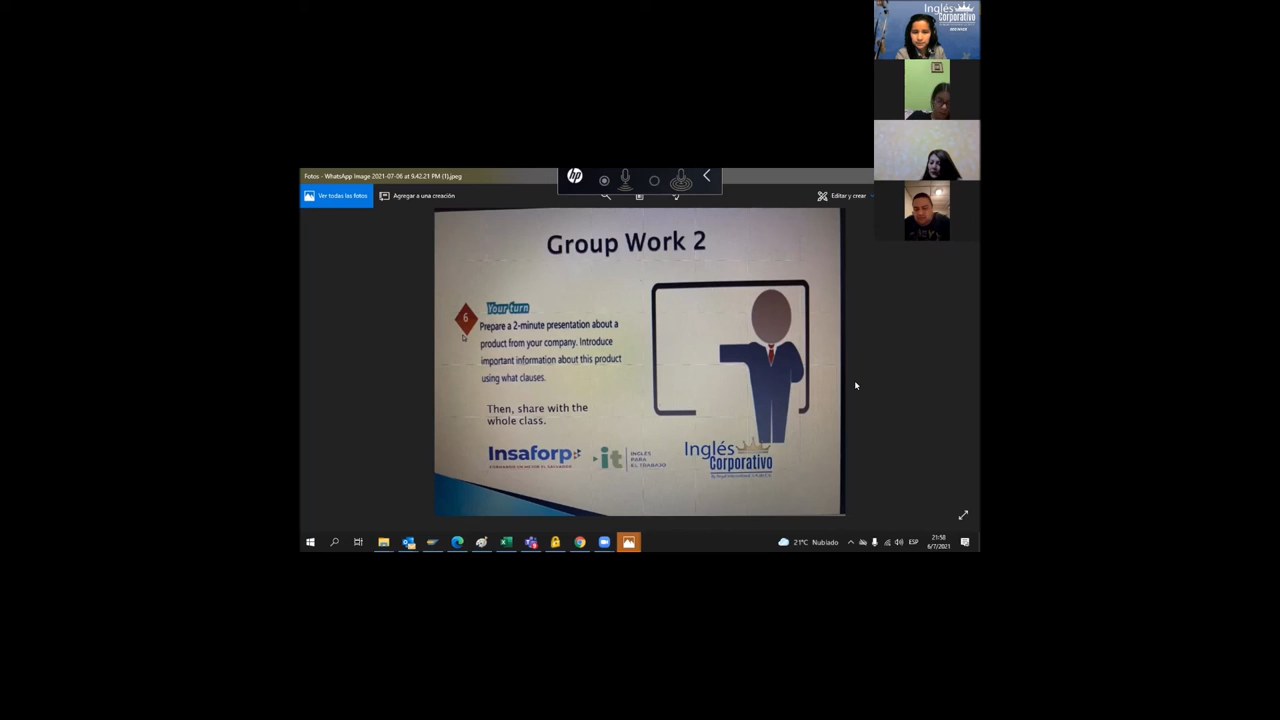 Inglés
Corporativo
Fotos - WhatsApp Image 2021-07-06 at 9.42.21 PM (1).jpeg
hp
Ver todas las fotos
Agregar a una creación
Editar y crear
Group Work 2
6
Your turn
Prepare a 2-minute presentation about a
product from your company. Introduce
important information about this product
using what clauses.
Then, share with the
whole class.
Insaforp
it
INGLÉS
PARA
EL TRABAJO
Inglés
Corporativo
21°C Nublado
ESP
21:58
6/7/2021